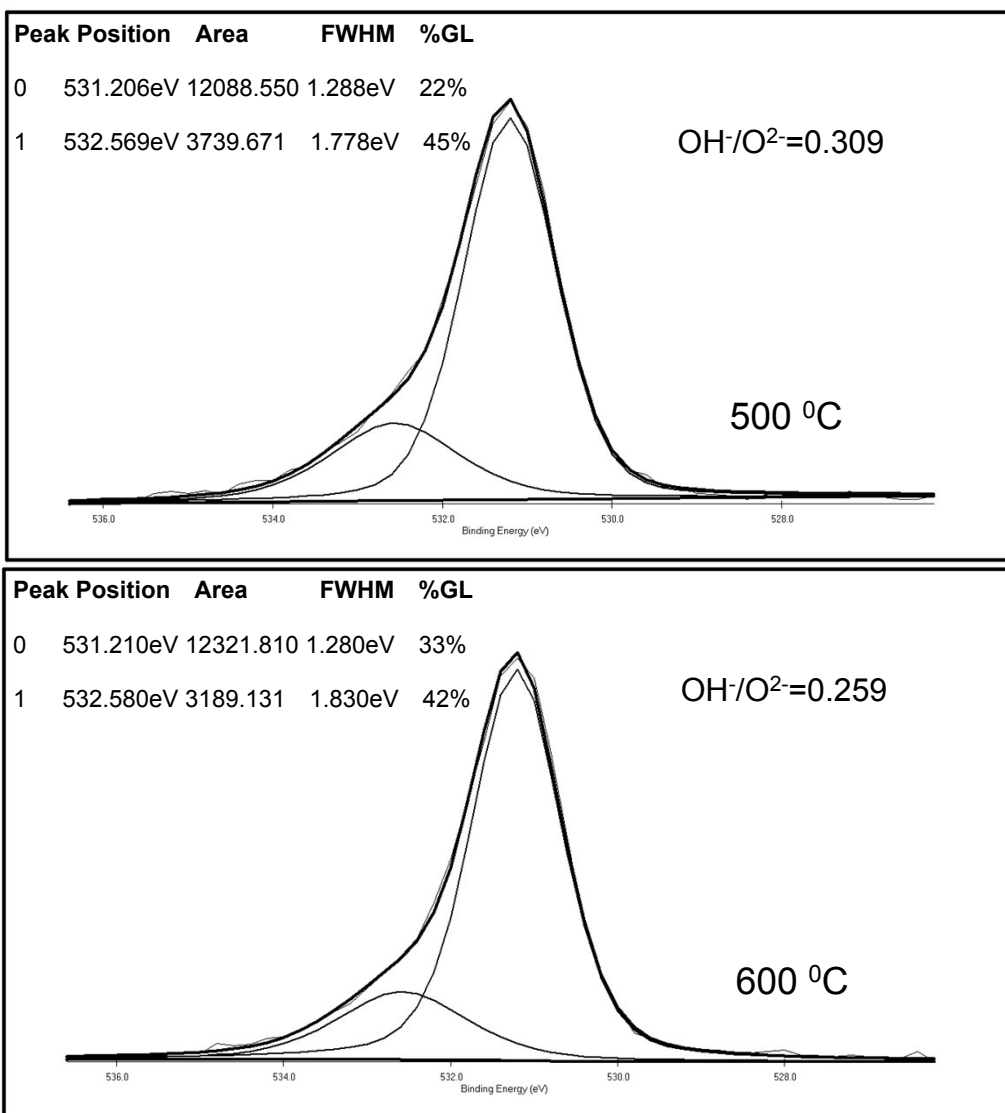 Peak Position Area FWHM %GL
0 531.206eV 12088.550 1.288eV 22%
1 532.569eV 3739.671 1.778eV 45%
OH⁻/O²⁻=0.309
500 ⁰C
536.0 534.0 532.0 530.0 528.0
Binding Energy (eV)
Peak Position Area FWHM %GL
0 531.210eV 12321.810 1.280eV 33%
1 532.580eV 3189.131 1.830eV 42%
OH⁻/O²⁻=0.259
600 ⁰C
536.0 534.0 532.0 530.0 528.0
Binding Energy (eV)